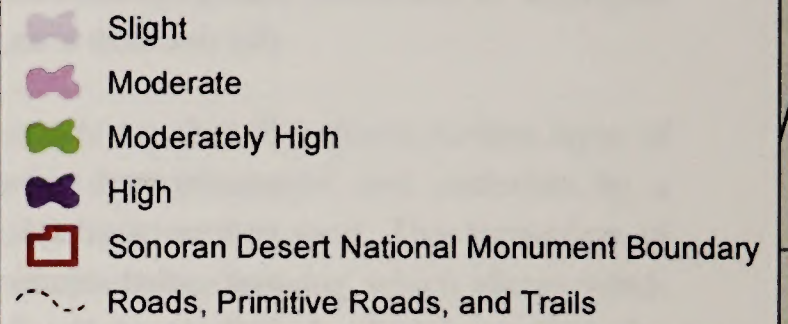 Slight
Moderate
Moderately High
High
Sonoran Desert National Monument Boundary
Roads, Primitive Roads, and Trails